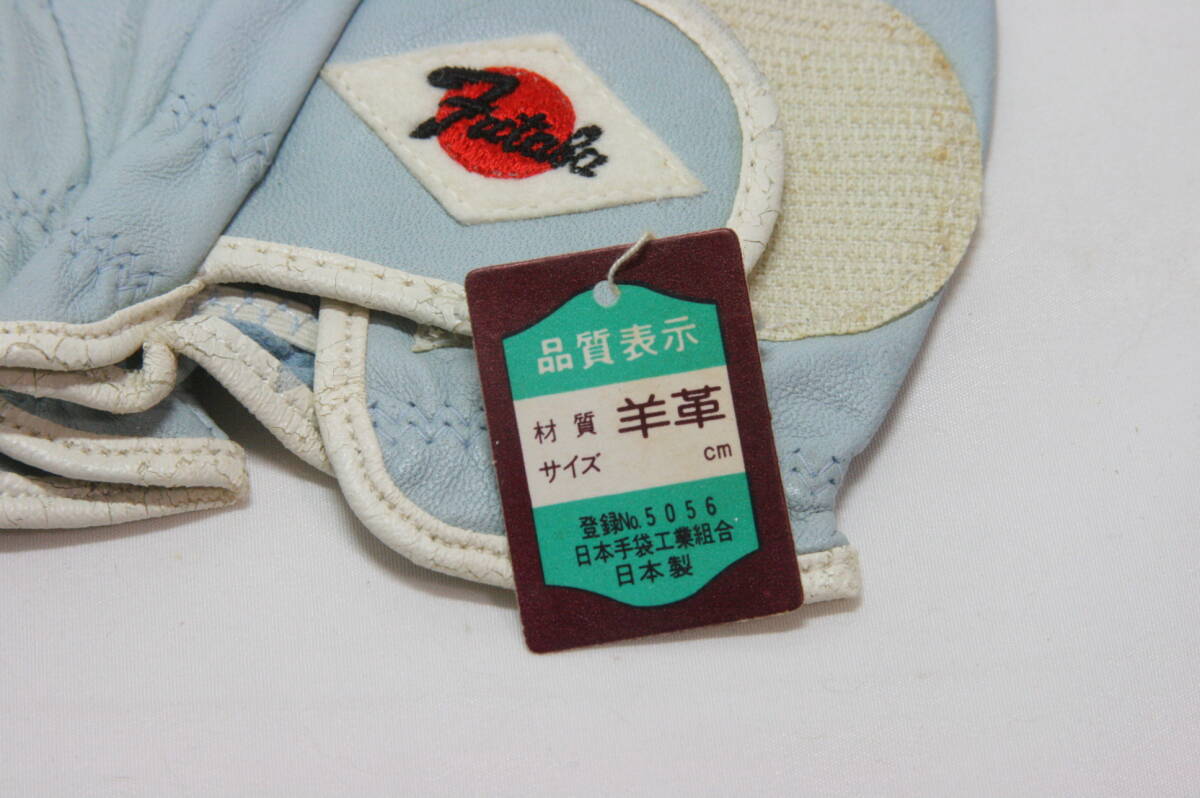 Futaba
品質表示
材質 羊革
サイズ cm
登録No.5056
日本手袋工業組合
日本製